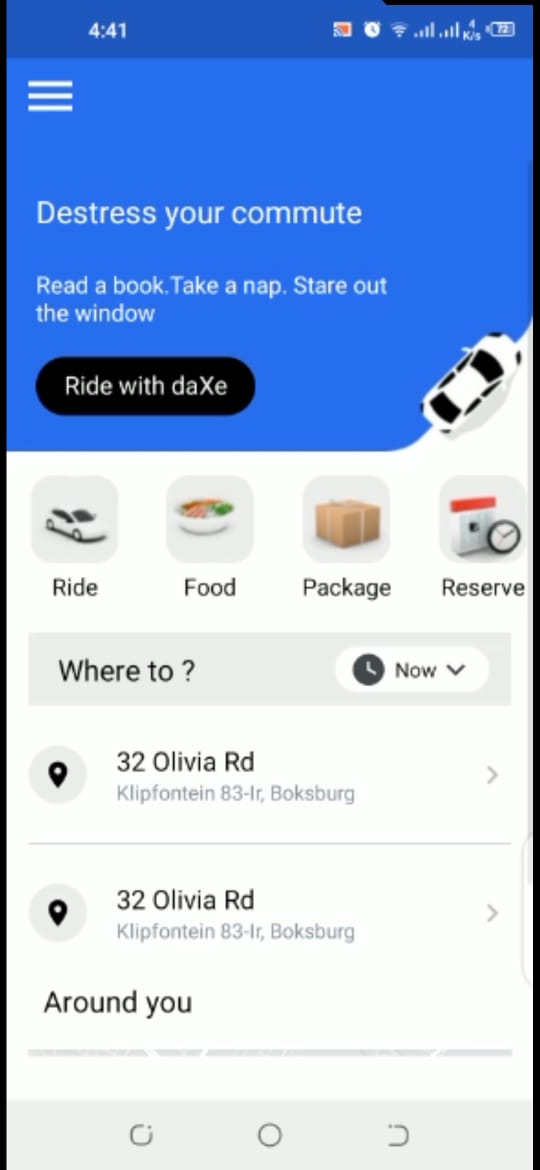 4:41
4
K/s
72
Destress your commute
Read a book.Take a nap. Stare out
the window
Ride with daXe
Ride
Food
Package
Reserve
Where to ?
Now
32 Olivia Rd
Klipfontein 83-Ir, Boksburg
32 Olivia Rd
Klipfontein 83-Ir, Boksburg
Around you